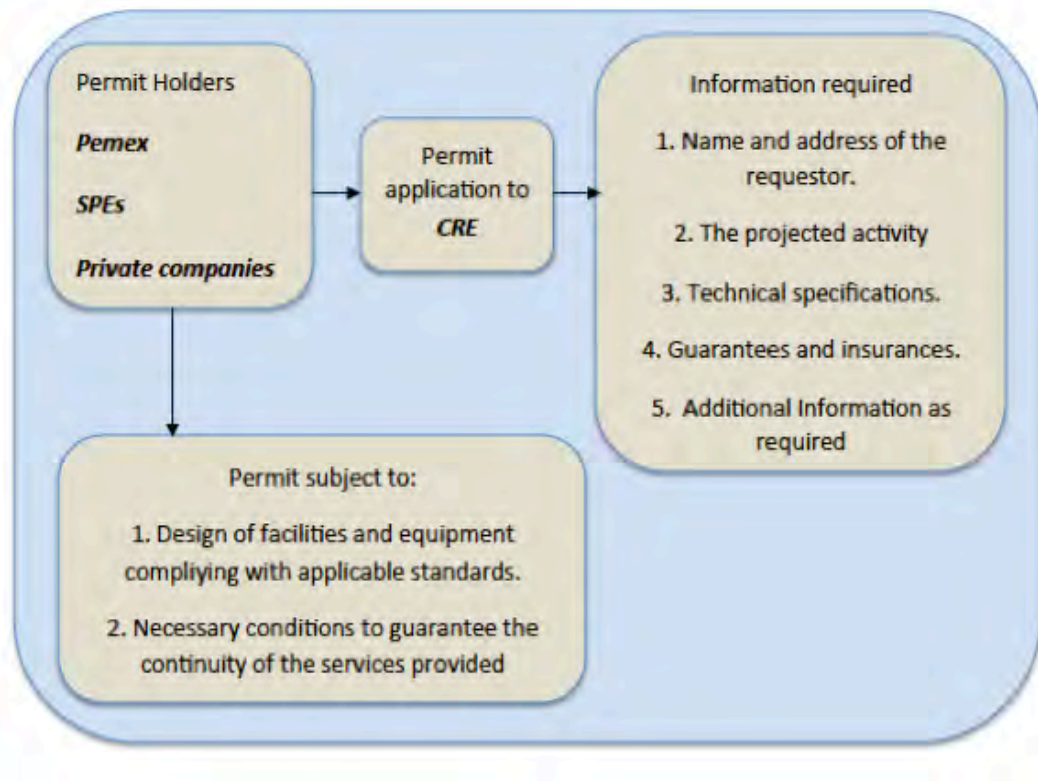 Permit Holders
Pemex
SPEs
Private companies
Permit
application to
CRE
Information required
1. Name and address of the
requestor.
2. The projected activity
3. Technical specifications.
4. Guarantees and insurances.
5. Additional Information as
required
Permit subject to:
1. Design of facilities and equipment
compliying with applicable standards.
2. Necessary conditions to guarantee the
continuity of the services provided